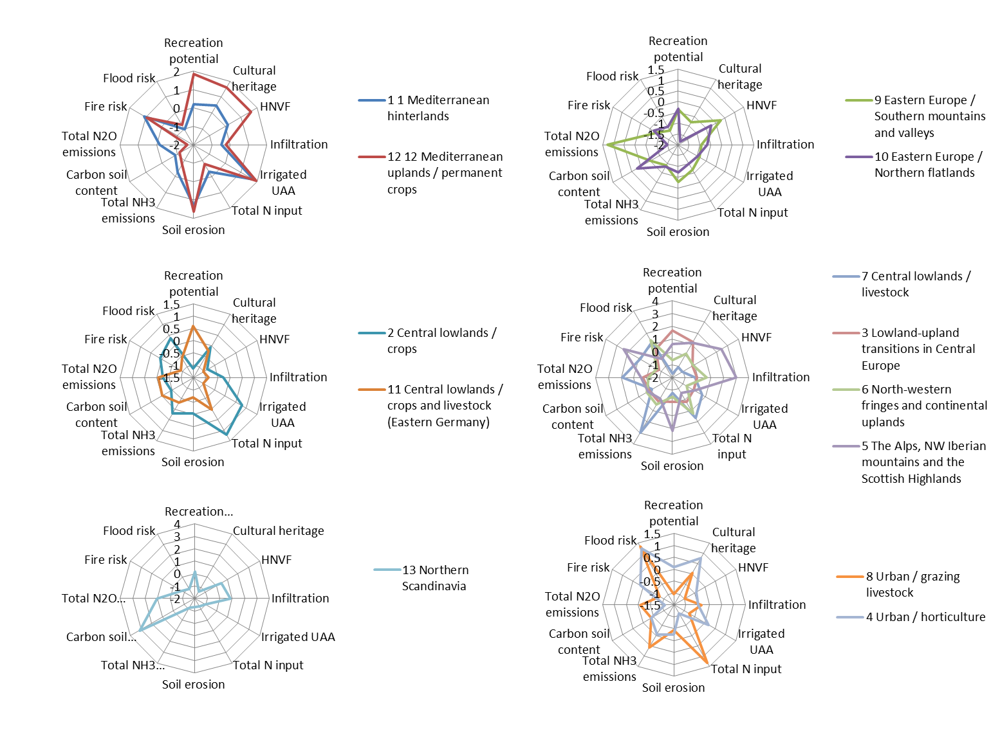 Recreation
potential
Cultural
heritage
HNVF
Infiltration
Irrigated
UAA
Total N input
Soil erosion
Total NH3
emissions
Carbon soil
content
Total N2O
emissions
Fire risk
Flood risk
2
1
0
-1
-2
1 1 Mediterranean
hinterlands
12 12 Mediterranean
uplands / permanent
crops
Recreation
potential
Cultural
heritage
HNVF
Infiltration
Irrigated
UAA
Total N input
Soil erosion
Total NH3
emissions
Carbon soil
content
Total N2O
emissions
Fire risk
Flood risk
1.5
1
0.5
0
-0.5
-1
-1.5
-2
9 Eastern Europe /
Southern mountains
and valleys
10 Eastern Europe /
Northern flatlands
Recreation
potential
Cultural
heritage
HNVF
Infiltration
Irrigated
UAA
Total N input
Soil erosion
Total NH3
emissions
Carbon soil
content
Total N2O
emissions
Fire risk
Flood risk
1.5
1
0.5
0
-0.5
-1
-1.5
2 Central lowlands /
crops
11 Central lowlands /
crops and livestock
(Eastern Germany)
Recreation
potential
Cultural
heritage
HNVF
Infiltration
Irrigated
UAA
Total N
input
Soil erosion
Total NH3
emissions
Carbon soil
content
Total N2O
emissions
Fire risk
Flood risk
4
3
2
1
0
-1
-2
7 Central lowlands /
livestock
3 Lowland-upland
transitions in Central
Europe
6 North-western
fringes and continental
uplands
5 The Alps, NW Iberian
mountains and the
Scottish Highlands
Recreation...
Cultural heritage
HNVF
Infiltration
Irrigated UAA
Total N input
Soil erosion
Total NH3...
Carbon soil...
Total N2O...
Fire risk
Flood risk
4
3
2
1
0
-1
-2
13 Northern
Scandinavia
Recreation
potential
Cultural
heritage
HNVF
Infiltration
Irrigated
UAA
Total N input
Soil erosion
Total NH3
emissions
Carbon soil
content
Total N2O
emissions
Fire risk
Flood risk
1.5
1
0.5
0
-0.5
-1
-1.5
8 Urban / grazing
livestock
4 Urban / horticulture